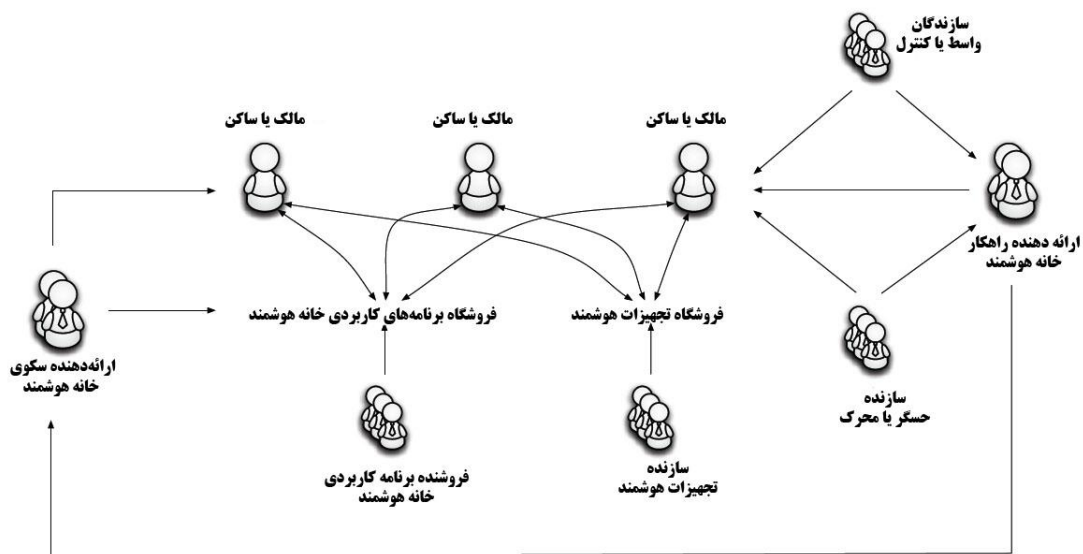 سازندگان
واسط یا کنترل
مالک یا ساکن
مالک یا ساکن
مالک یا ساکن
ارائه دهنده راهکار
خانه هوشمند
فروشگاه تجهیزات هوشمند
فروشگاه برنامه‌های کاربردی خانه هوشمند
ارائه‌دهنده سکوی
خانه هوشمند
سازنده
حسگر یا محرک
سازنده
تجهیزات هوشمند
فروشنده برنامه کاربردی
خانه هوشمند